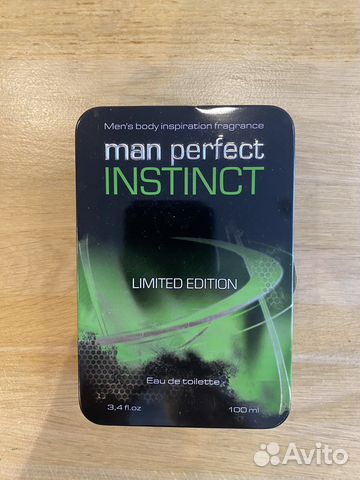 Men's body inspiration fragrance
man perfect
INSTINCT
LIMITED EDITION
Eau de toilette
3,4 fl.oz 100 ml
Avito